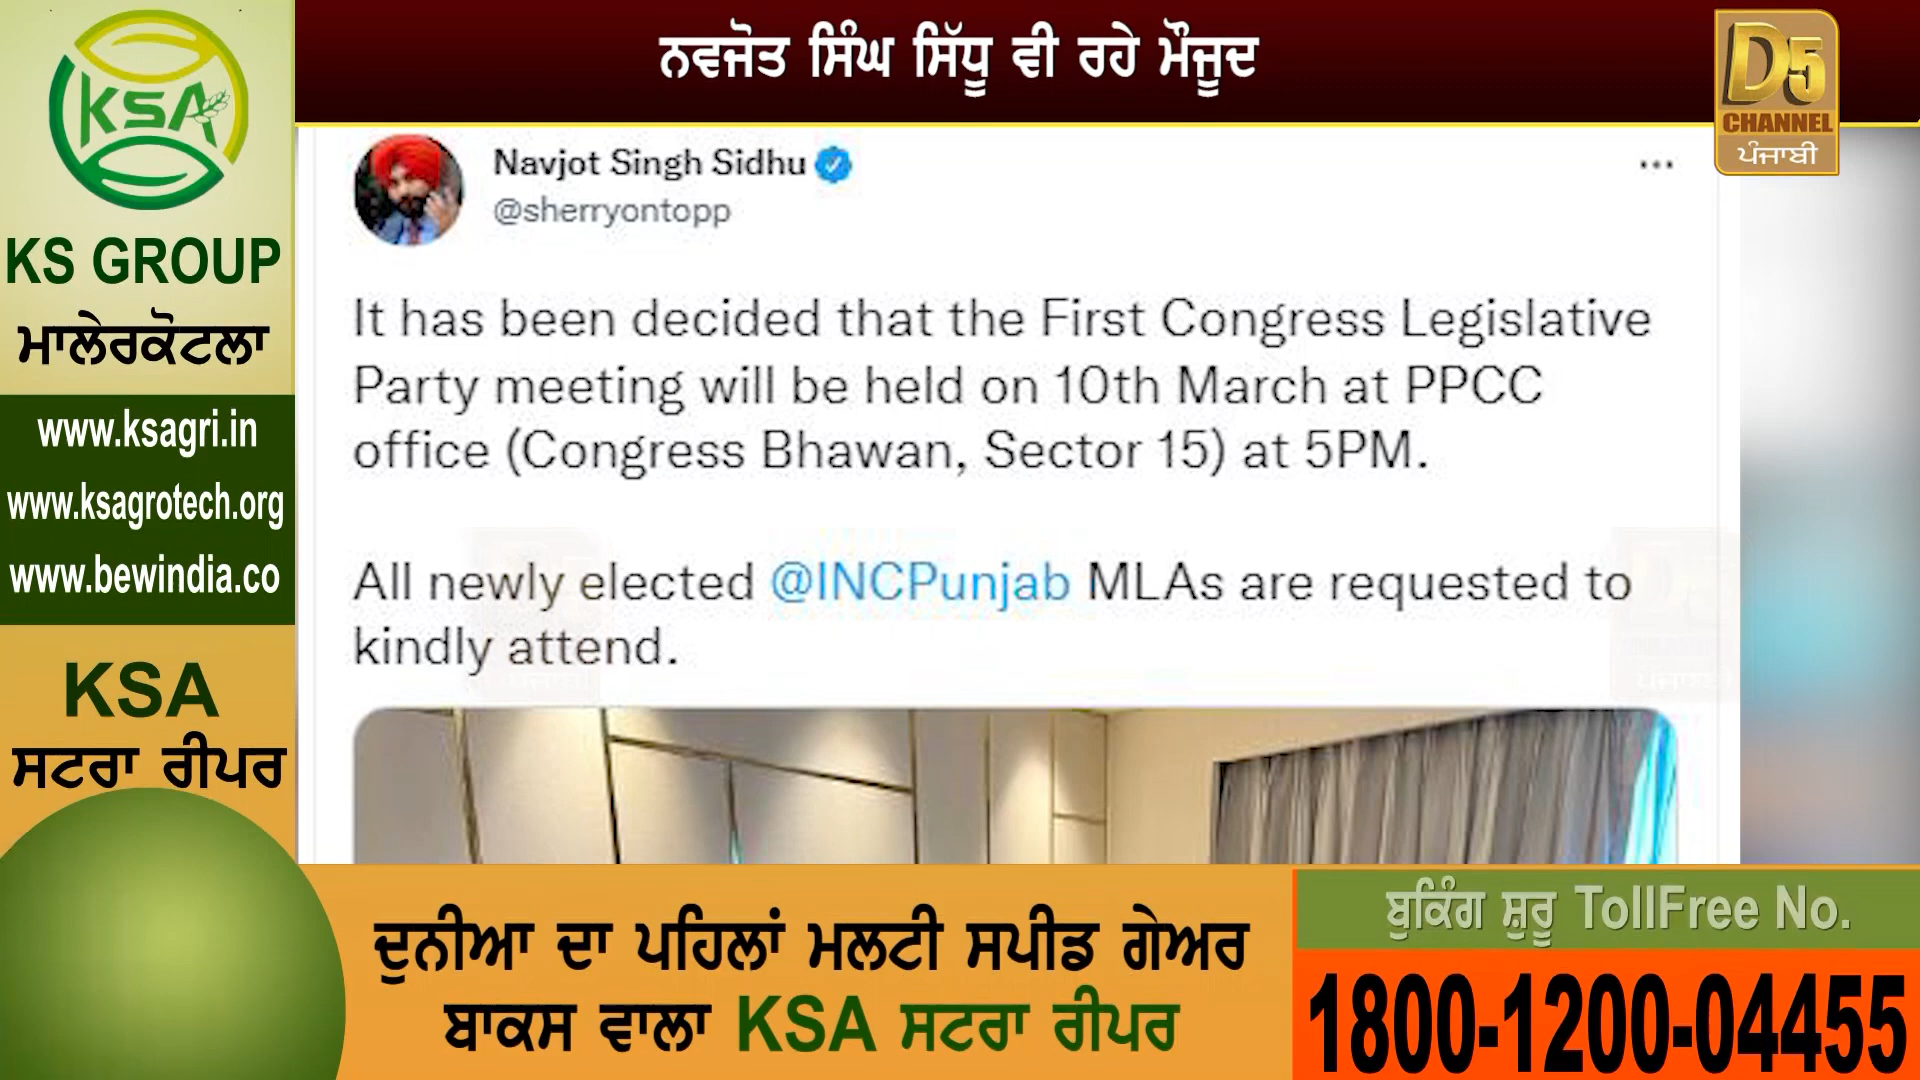 KSA
KS GROUP
ਮਾਲੇਰਕੋਟਲਾ
www.ksagri.in
www.ksagrotech.org
www.bewindia.co
KSA
ਸਟਰਾ ਰੀਪਰ
ਨਵਜੋਤ ਸਿੰਘ ਸਿੱਧੂ ਵੀ ਰਹੇ ਮੌਜੂਦ
D5
CHANNEL
ਪੰਜਾਬੀ
Navjot Singh Sidhu
@sherryontopp
It has been decided that the First Congress Legislative
Party meeting will be held on 10th March at PPCC
office (Congress Bhawan, Sector 15) at 5PM.
All newly elected @INCPunjab MLAs are requested to
kindly attend.
ਦੁਨੀਆ ਦਾ ਪਹਿਲਾਂ ਮਲਟੀ ਸਪੀਡ ਗੇਅਰ
ਬਾਕਸ ਵਾਲਾ KSA ਸਟਰਾ ਰੀਪਰ
ਬੁਕਿੰਗ ਸ਼ੁਰੂ TollFree No.
1800-1200-04455